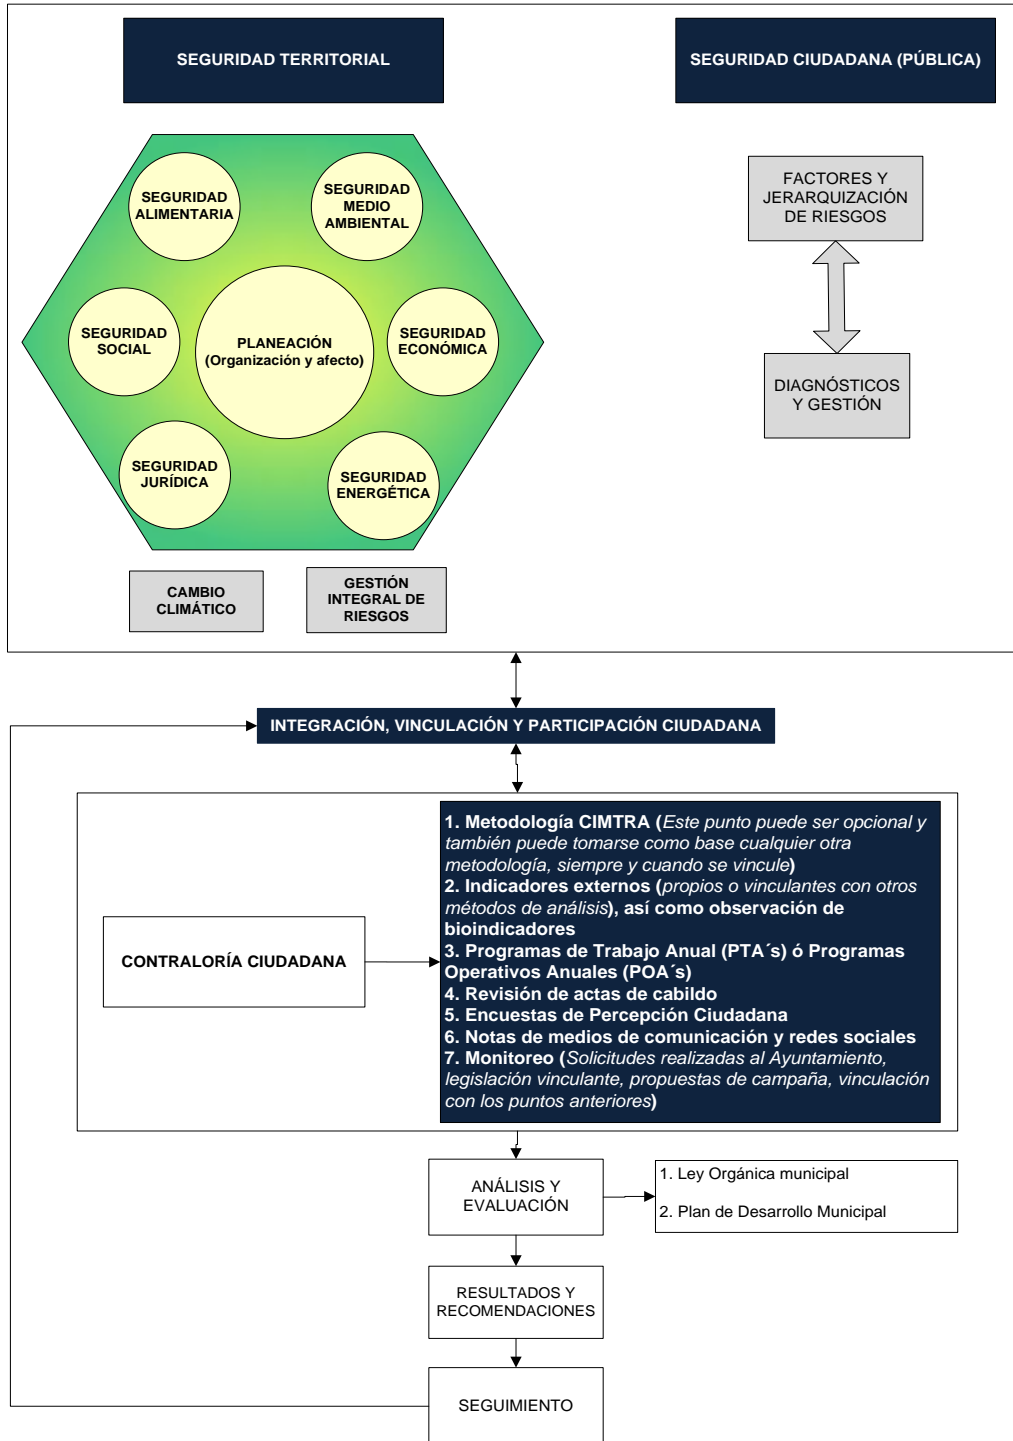 SEGURIDAD TERRITORIAL
SEGURIDAD CIUDADANA (PÚBLICA)
SEGURIDAD
ALIMENTARIA
SEGURIDAD
MEDIO
AMBIENTAL
SEGURIDAD
SOCIAL
PLANEACIÓN
(Organización y afecto)
SEGURIDAD
ECONÓMICA
SEGURIDAD
JURÍDICA
SEGURIDAD
ENERGÉTICA
CAMBIO
CLIMÁTICO
GESTIÓN
INTEGRAL DE
RIESGOS
FACTORES Y
JERARQUIZACIÓN
DE RIESGOS
DIAGNÓSTICOS
Y GESTIÓN
INTEGRACIÓN, VINCULACIÓN Y PARTICIPACIÓN CIUDADANA
CONTRALORÍA CIUDADANA
1. Metodología CIMTRA (Este punto puede ser opcional y
también puede tomarse como base cualquier otra
metodología, siempre y cuando se vincule)
2. Indicadores externos (propios o vinculantes con otros
métodos de análisis), así como observación de
bioindicadores
3. Programas de Trabajo Anual (PTA´s) ó Programas
Operativos Anuales (POA´s)
4. Revisión de actas de cabildo
5. Encuestas de Percepción Ciudadana
6. Notas de medios de comunicación y redes sociales
7. Monitoreo (Solicitudes realizadas al Ayuntamiento,
legislación vinculante, propuestas de campaña, vinculación
con los puntos anteriores)
ANÁLISIS Y
EVALUACIÓN
1. Ley Orgánica municipal
2. Plan de Desarrollo Municipal
RESULTADOS Y
RECOMENDACIONES
SEGUIMIENTO